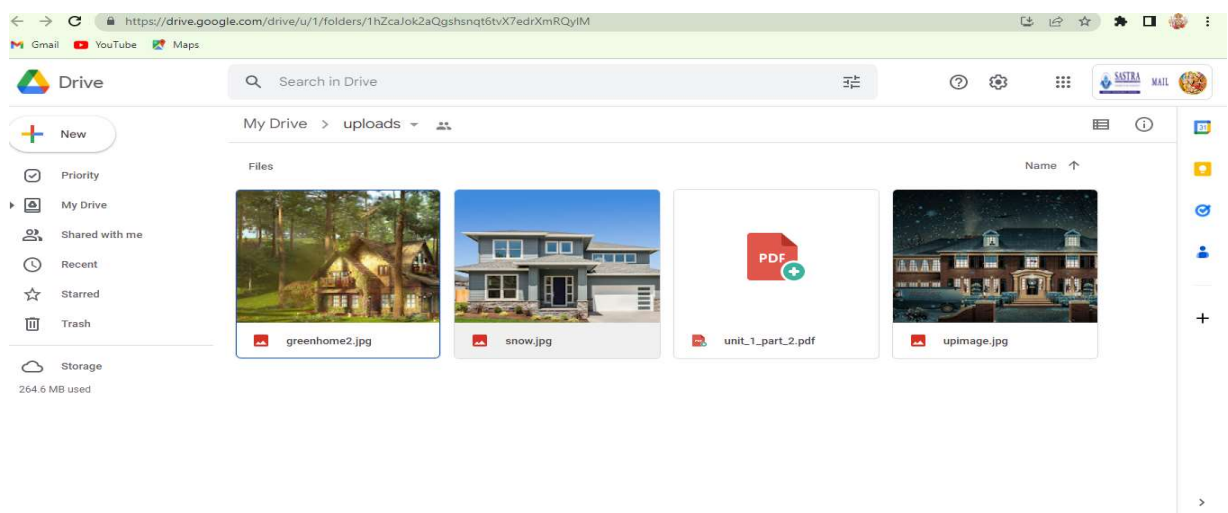 https://drive.google.com/drive/u/1/folders/1hZcaJok2aQgshsnqt6tvX7edrXmRQylM
Gmail YouTube Maps
Drive
Search in Drive
SASTRA MAIL
New
My Drive > uploads
Files
Name
Priority
My Drive
Shared with me
Recent
Starred
Trash
Storage
264.6 MB used
PDF
greenhome2.jpg
snow.jpg
unit_1_part_2.pdf
upimage.jpg
31